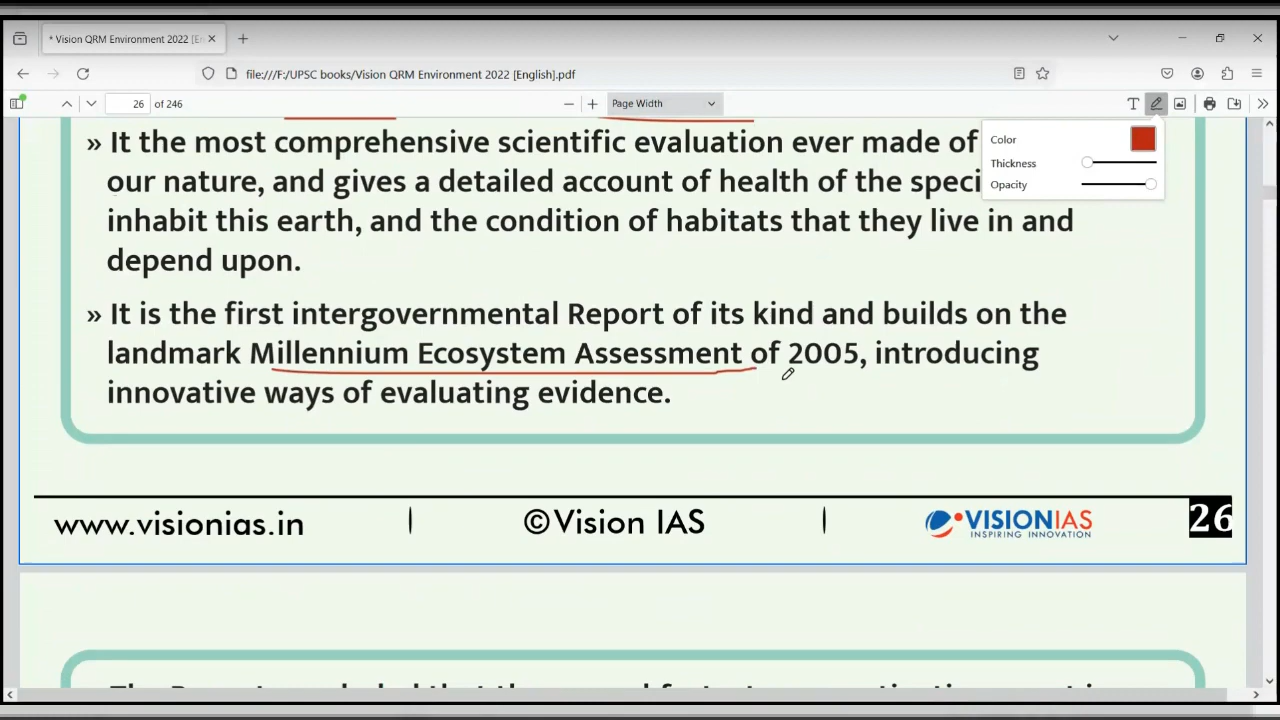 * Vision QRM Environment 2022 [En
file:///F:/UPSC books/Vision QRM Environment 2022 [English].pdf
26 of 246
Page Width
Color
Thickness
Opacity
» It the most comprehensive scientific evaluation ever made of
our nature, and gives a detailed account of health of the speci
inhabit this earth, and the condition of habitats that they live in and
depend upon.
» It is the first intergovernmental Report of its kind and builds on the
landmark Millennium Ecosystem Assessment of 2005, introducing
innovative ways of evaluating evidence.
www.visionias.in | ©Vision IAS | VISIONIAS 26
INSPIRING INNOVATION